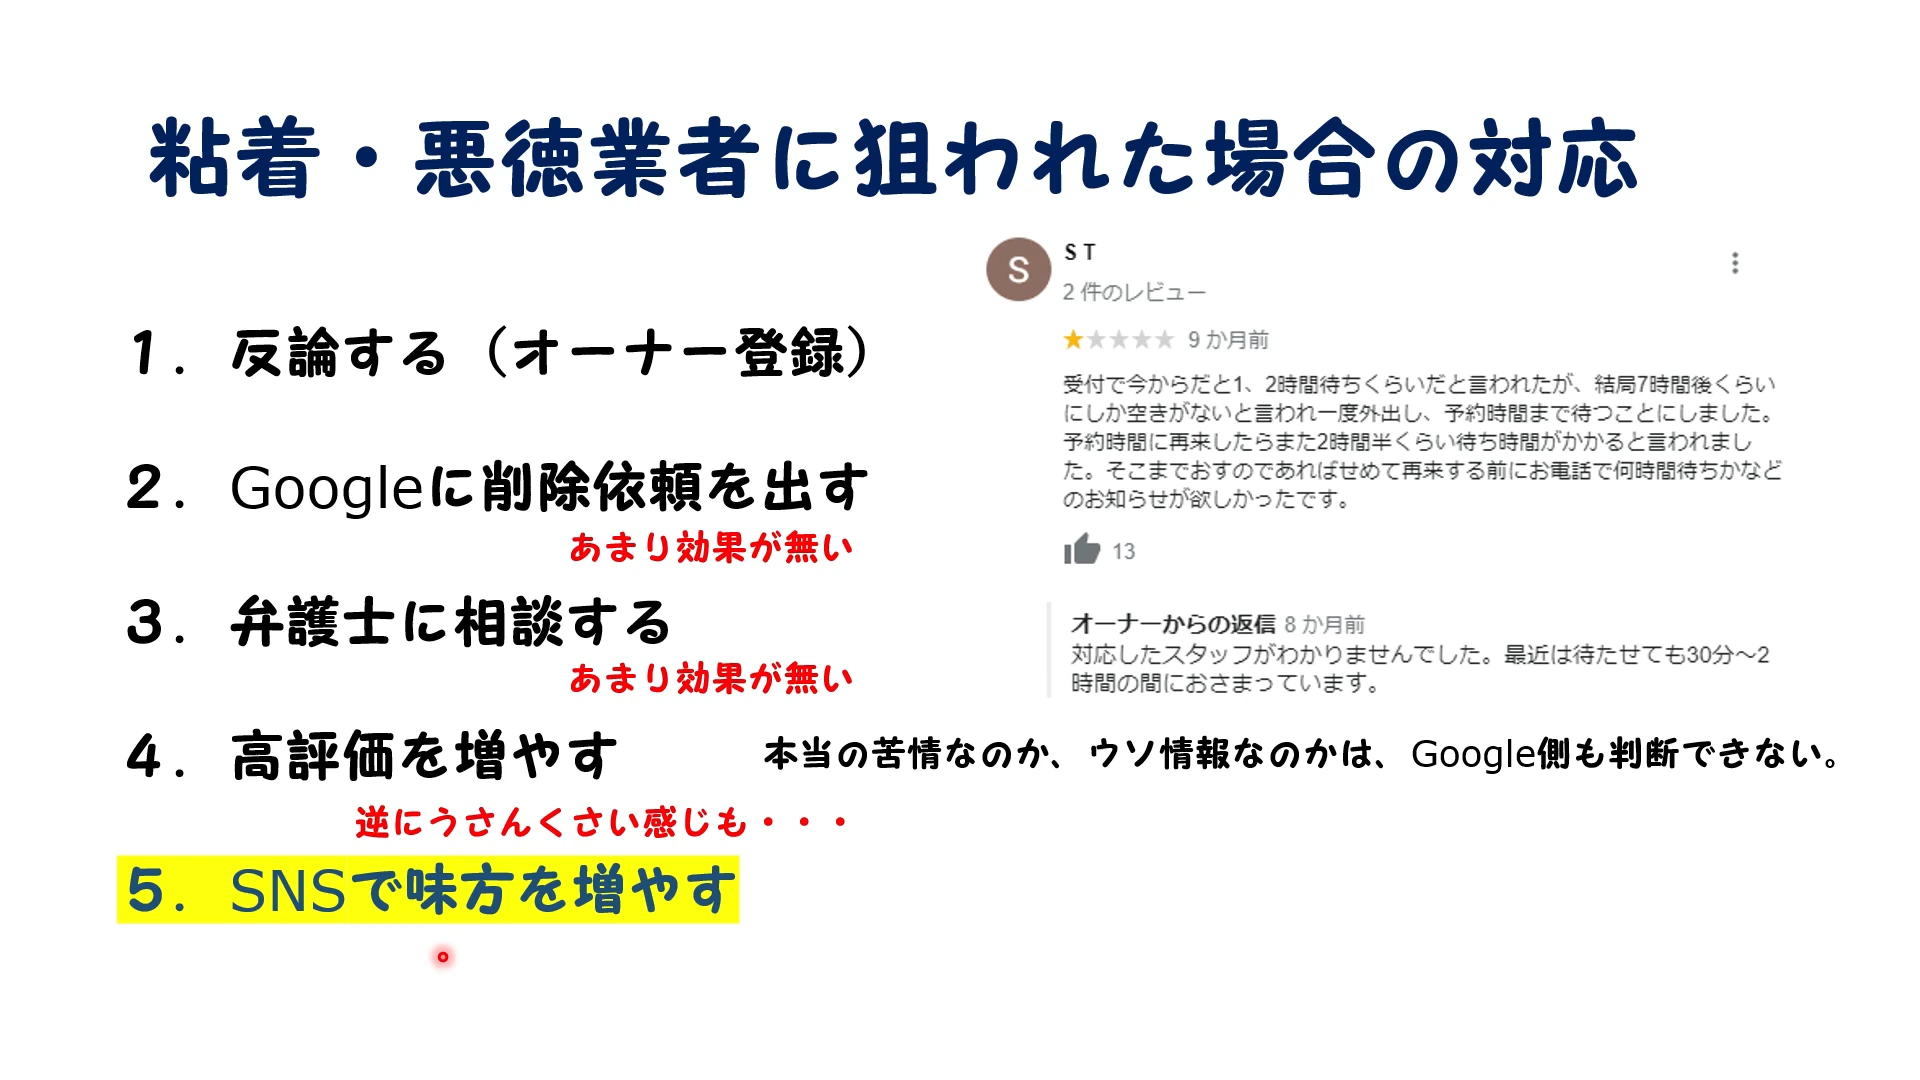 粘着・悪徳業者に狙われた場合の対応
1. 反論する（オーナー登録）
2. Googleに削除依頼を出す
あまり効果が無い
3. 弁護士に相談する
あまり効果が無い
4. 高評価を増やす
逆にうさんくさい感じも・・・
5. SNSで味方を増やす
S
S T
2 件のレビュー
9 か月前
受付で今からだと1、2時間待ちくらいだと言われたが、結局7時間後くらい
にしか空きがないと言われ一度外出し、予約時間まで待つことにしました。
予約時間に再来したらまた2時間半くらい待ち時間がかかると言われまし
た。そこまでおすのであればせめて再来する前にお電話で何時間待ちかなど
のお知らせが欲しかったです。
13
オーナーからの返信 8 か月前
対応したスタッフがわかりませんでした。最近は待たせても30分～2
時間の間におさまっています。
本当の苦情なのか、ウソ情報なのかは、Google側も判断できない。